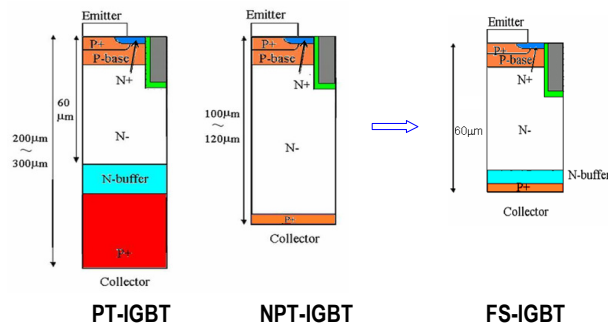 Emitter
P+
P-base
N+
60
μm
200μm
～
300μm
N-
N-buffer
P+
Collector
PT-IGBT
Emitter
P+
P-base
N+
100μm
～
120μm
N-
P+
Collector
NPT-IGBT
Emitter
P+
P-base
N+
60μm
N-
N-buffer
P+
Collector
FS-IGBT